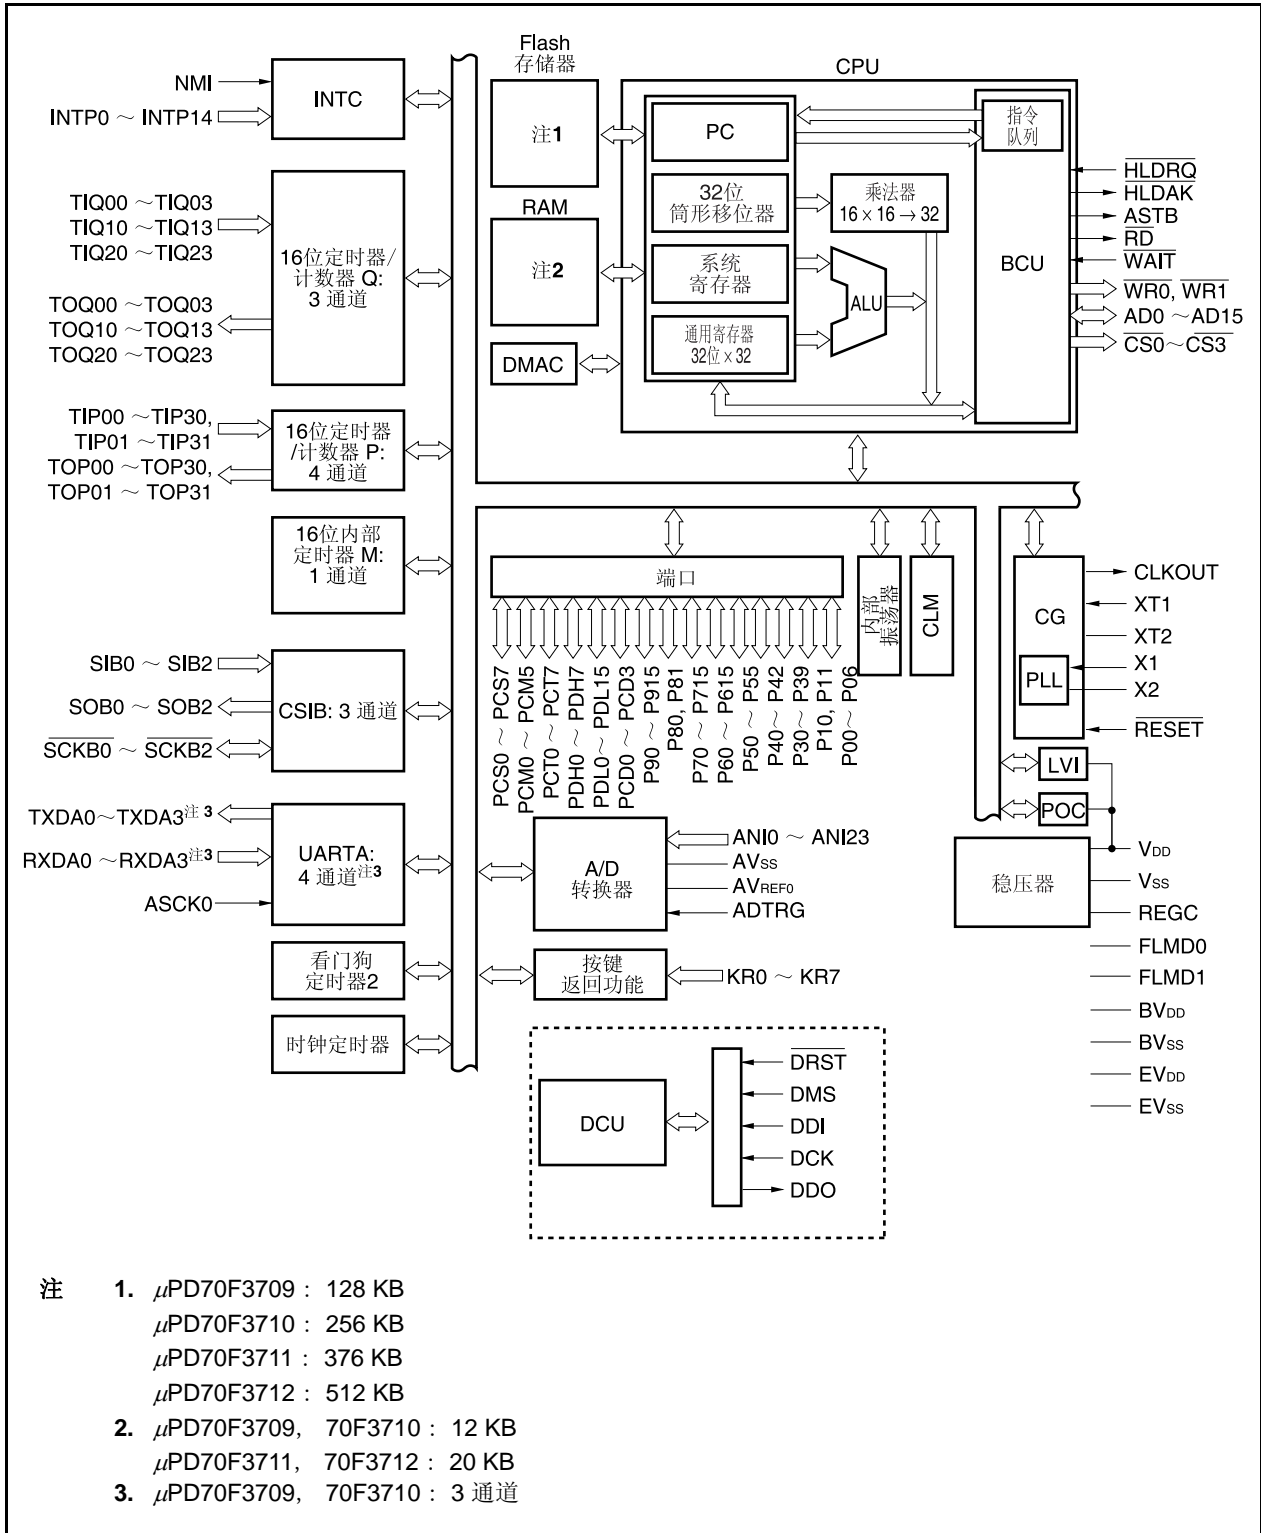 Flash
存储器
CPU
NMI
INTP0 ～ INTP14
INTC
注1
PC
指令
队列
TIQ00 ～TIQ03
TIQ10 ～TIQ13
TIQ20 ～TIQ23
TOQ00 ～TOQ03
TOQ10 ～TOQ13
TOQ20 ～TOQ23
16位定时器/
计数器 Q:
3 通道
RAM
注2
DMAC
32位
筒形移位器
乘法器
16 × 16 → 32
系统
寄存器
ALU
通用寄存器
32位 × 32
BCU
HLDRQ
HLDAK
ASTB
RD
WAIT
WR0, WR1
AD0 ～AD15
CS0～CS3
TIP00 ～TIP30,
TIP01 ～TIP31
TOP00 ～TOP30,
TOP01 ～ TOP31
16位定时器
/计数器 P:
4 通道
16位内部
定时器 M:
1 通道
端口
PCS0 ～ PCS7
PCM0 ～ PCM5
PCT0 ～ PCT7
PDH0 ～ PDH7
PDL0～ PDL15
PCD0 ～ PCD3
P90 ～ P915
P80, P81
P70 ～ P715
P60 ～ P615
P50 ～ P55
P40～ P42
P30～ P39
P10, P11
P00～ P06
内部
振荡器
CLM
CG
PLL
CLKOUT
XT1
XT2
X1
X2
RESET
SIB0 ～ SIB2
SOB0 ～ SOB2
SCKB0 ～ SCKB2
CSIB: 3 通道
LVI
POC
TXDA0～TXDA3注 3
RXDA0 ～RXDA3注3
ASCK0
UARTA:
4 通道注3
A/D
转换器
ANI0 ～ ANI23
AVSS
AVREF0
ADTRG
稳压器
VDD
VSS
REGC
FLMD0
FLMD1
BVDD
BVSS
EVDD
EVSS
看门狗
定时器2
按键
返回功能
KR0 ～ KR7
时钟定时器
DCU
DRST
DMS
DDI
DCK
DDO
注 1. μPD70F3709： 128 KB
μPD70F3710： 256 KB
μPD70F3711： 376 KB
μPD70F3712： 512 KB
2. μPD70F3709， 70F3710： 12 KB
μPD70F3711， 70F3712： 20 KB
3. μPD70F3709， 70F3710： 3 通道